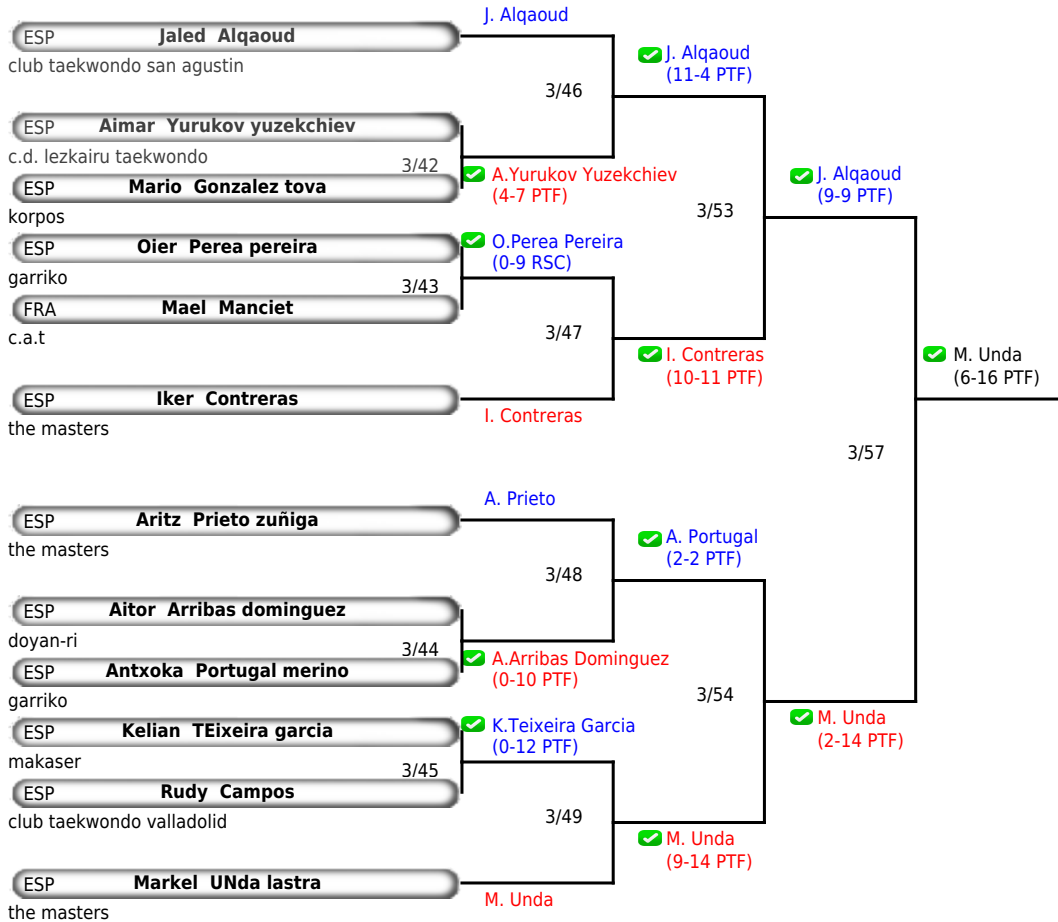 J. Alqaoud
ESP Jaled Alqaoud
club taekwondo san agustin
J. Alqaoud
(11-4 PTF)
3/46
ESP Aimar Yurukov yuzekchiev
c.d. lezkairu taekwondo
3/42
A.Yurukov Yuzekchiev
(4-7 PTF)
ESP Mario Gonzalez tova
korpos
J. Alqaoud
(9-9 PTF)
3/53
ESP Oier Perea pereira
garriko
O.Perea Pereira
(0-9 RSC)
3/43
FRA Mael Manciet
c.a.t
3/47
I. Contreras
(10-11 PTF)
M. Unda
(6-16 PTF)
ESP Iker Contreras
the masters
I. Contreras
3/57
A. Prieto
ESP Aritz Prieto zuñiga
the masters
A. Portugal
(2-2 PTF)
3/48
ESP Aitor Arribas dominguez
doyan-ri
3/44
A.Arribas Dominguez
(0-10 PTF)
ESP Antxoka Portugal merino
garriko
3/54
ESP Kelian TEixeira garcia
makaser
K.Teixeira Garcia
(0-12 PTF)
M. Unda
(2-14 PTF)
3/45
ESP Rudy Campos
club taekwondo valladolid
3/49
M. Unda
(9-14 PTF)
ESP Markel UNda lastra
the masters
M. Unda